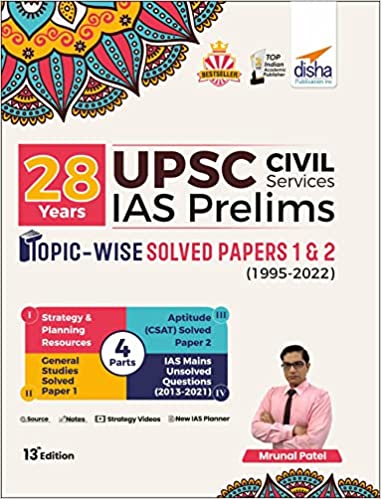 BESTSELLER
TOP
Indian
Academic
Publisher
disha
Publication Inc
28
Years
UPSC CIVIL
Services
IAS Prelims
TOPIC-WISE SOLVED PAPERS 1 & 2
(1995-2022)
I
Strategy &
Planning
Resources
III
Aptitude
(CSAT) Solved
Paper 2
4
Parts
General
Studies
Solved
Paper 1
II
IAS Mains
Unsolved
Questions
(2013-2021)
IV
Source
Notes
Strategy Videos
New IAS Planner
13th Edition
Mrunal Patel